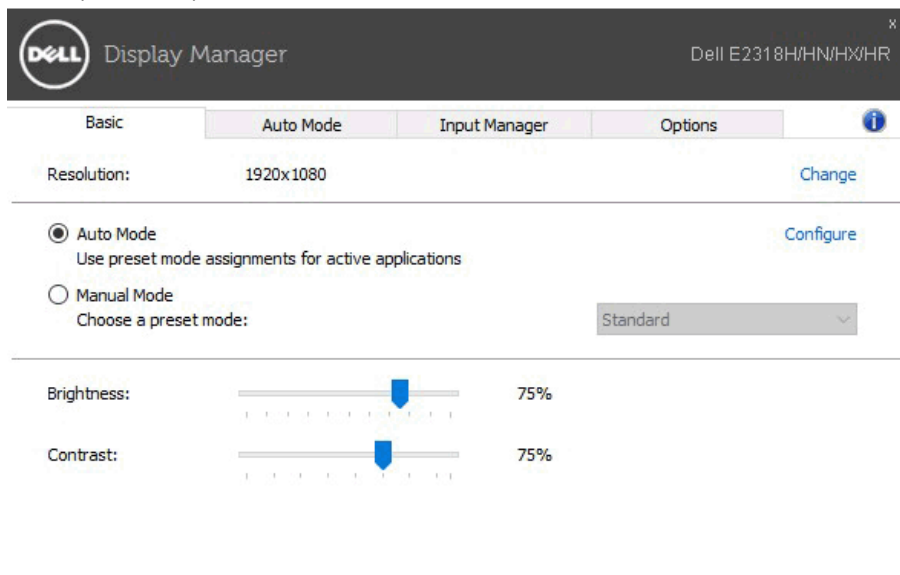 DELL Display Manager
x
Dell E2318H/HN/HX/HR
Basic Auto Mode Input Manager Options i
Resolution: 1920x1080 Change
Auto Mode Configure
Use preset mode assignments for active applications
Manual Mode
Choose a preset mode: Standard
Brightness: 75%
Contrast: 75%